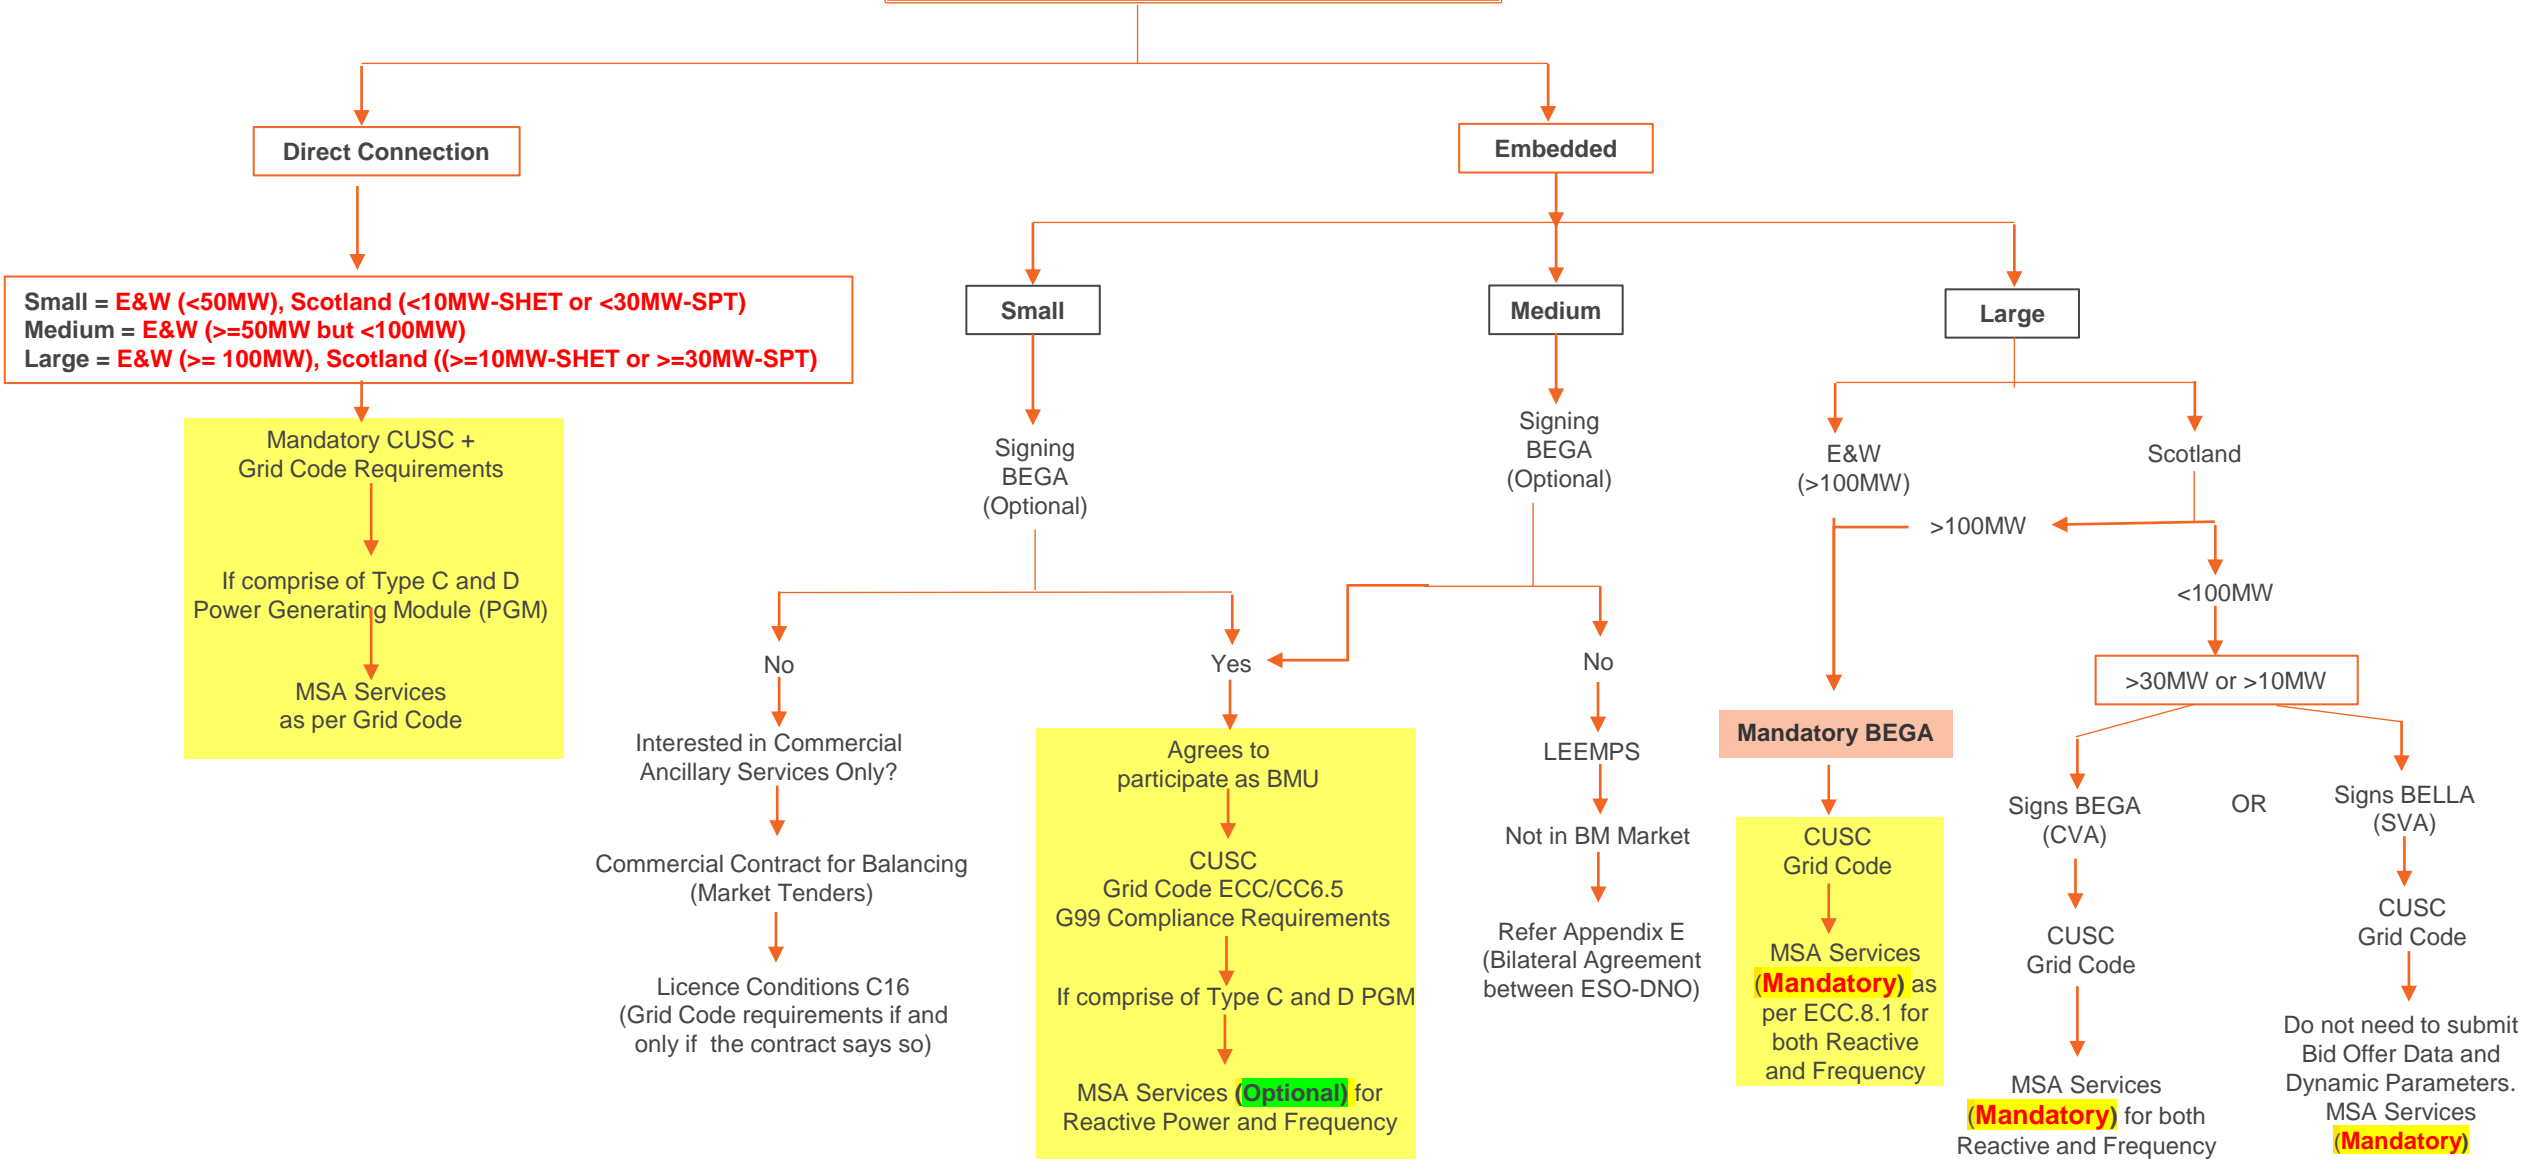 Direct Connection
Embedded
Small = E&W (<50MW), Scotland (<10MW-SHET or <30MW-SPT)
Medium = E&W (>=50MW but <100MW)
Large = E&W (>= 100MW), Scotland ((>=10MW-SHET or >=30MW-SPT)
Mandatory CUSC +
Grid Code Requirements
If comprise of Type C and D
Power Generating Module (PGM)
MSA Services
as per Grid Code
Small
Signing
BEGA
(Optional)
No
Interested in Commercial
Ancillary Services Only?
Commercial Contract for Balancing
(Market Tenders)
Licence Conditions C16
(Grid Code requirements if and
only if  the contract says so)
Yes
Agrees to
participate as BMU
CUSC
Grid Code ECC/CC6.5
G99 Compliance Requirements
If comprise of Type C and D PGM
MSA Services (Optional) for
Reactive Power and Frequency
Medium
Signing
BEGA
(Optional)
No
LEEMPS
Not in BM Market
Refer Appendix E
(Bilateral Agreement
between ESO-DNO)
Large
E&W
(>100MW)
Scotland
>100MW
<100MW
Mandatory BEGA
CUSC
Grid Code
MSA Services
(Mandatory) as
per ECC.8.1 for
both Reactive
and Frequency
>30MW or >10MW
Signs BEGA
(CVA)
OR
Signs BELLA
(SVA)
CUSC
Grid Code
MSA Services
(Mandatory) for both
Reactive and Frequency
CUSC
Grid Code
Do not need to submit
Bid Offer Data and
Dynamic Parameters.
MSA Services
(Mandatory)